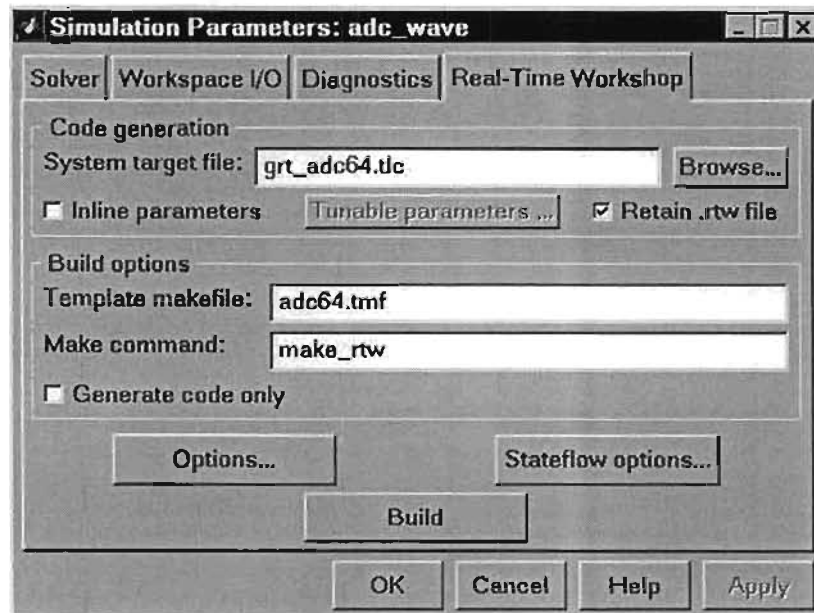 Simulation Parameters: adc_wave
Solver Workspace I/O Diagnostics Real-Time Workshop
Code generation
System target file: grt_adc64.tlc Browse...
Inline parameters Tunable parameters ... Retain .rtw file
Build options
Template makefile: adc64.tmf
Make command: make_rtw
Generate code only
Options... Stateflow options...
Build
OK Cancel Help Apply